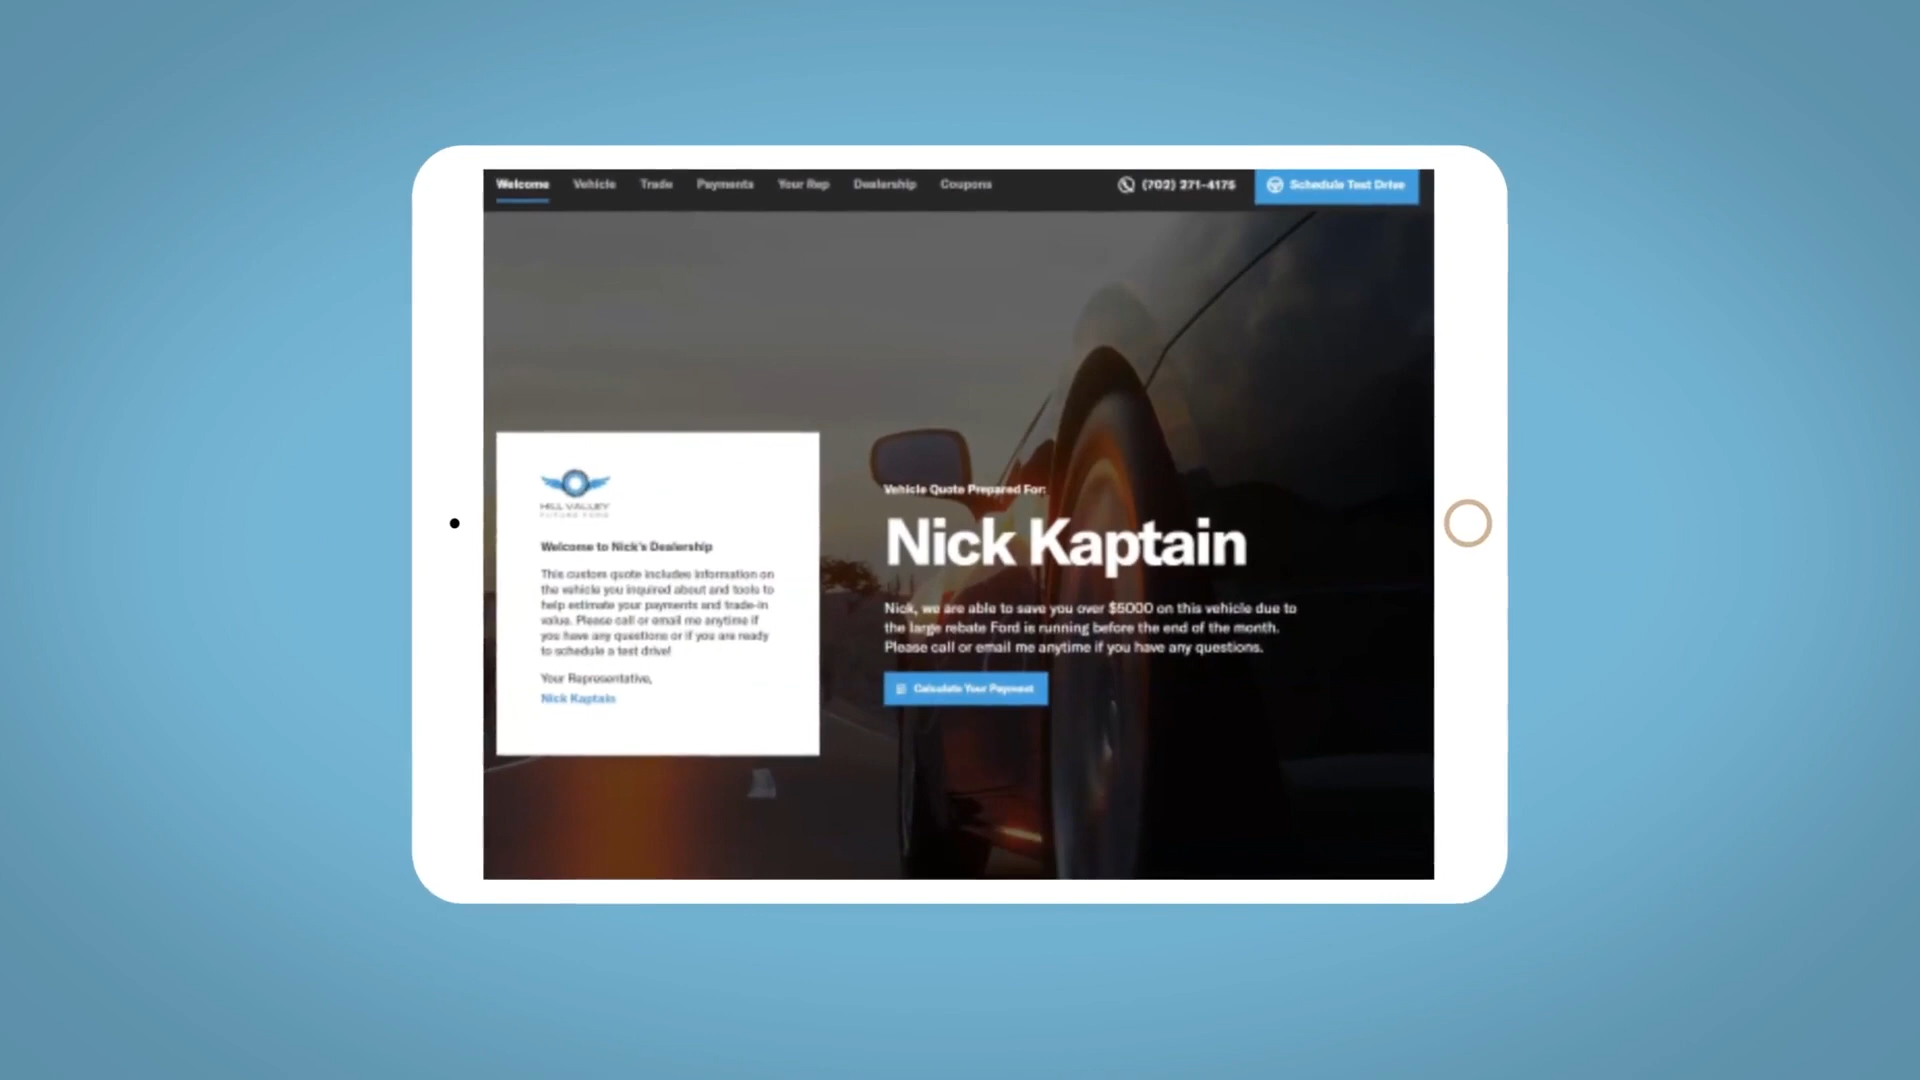 Welcome Vehicle Trade Payments Your Rep Dealership Coupons (702) 271-4175 Schedule Test Drive
HILL VALLEY
FUTURE FORD
Welcome to Nick's Dealership
This custom quote includes information on
the vehicle you inquired about and tools to
help estimate your payments and trade-in
value. Please call or email me anytime if
you have any questions or if you are ready
to schedule a test drive!
Your Representative,
Nick Kaptain
Vehicle Quote Prepared For:
Nick Kaptain
Nick, we are able to save you over $5000 on this vehicle due to
the large rebate Ford is running before the end of the month.
Please call or email me anytime if you have any questions.
Calculate Your Payment